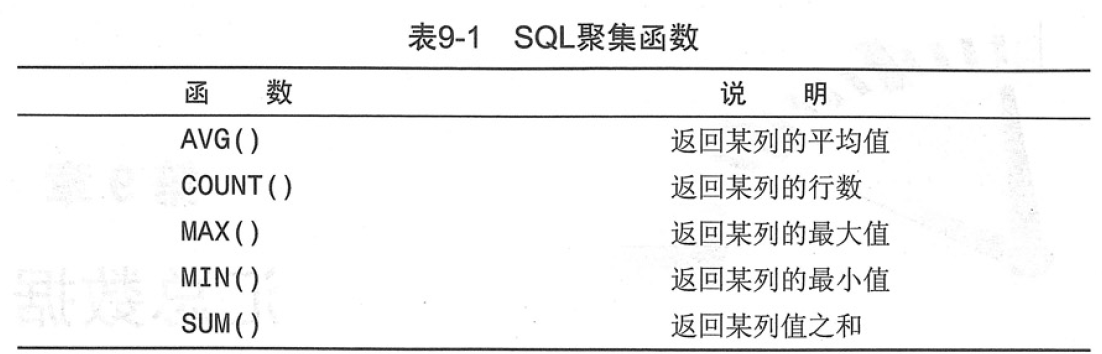 表9-1 SQL聚集函数
函 数 说 明
AVG() 返回某列的平均值
COUNT() 返回某列的行数
MAX() 返回某列的最大值
MIN() 返回某列的最小值
SUM() 返回某列值之和